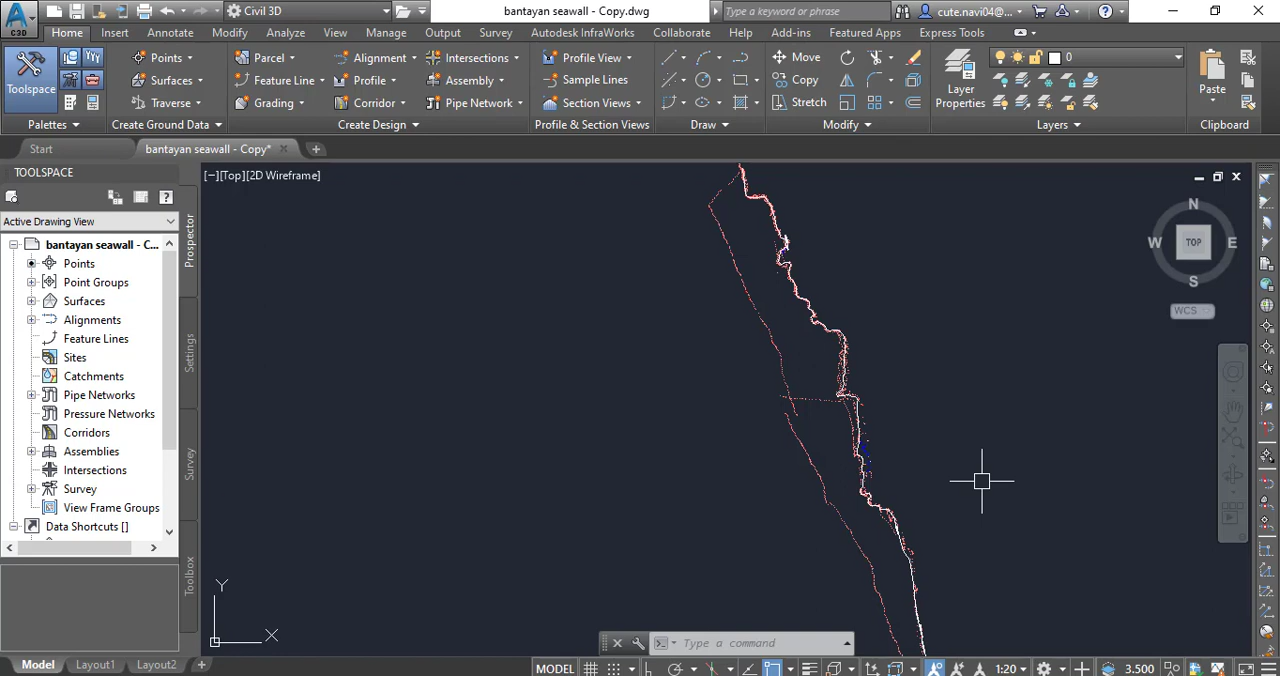 C3D
Civil 3D
bantayan seawall - Copy.dwg
Type a keyword or phrase
cute.navi04@...
Home Insert Annotate Modify Analyze View Manage Output Survey Autodesk InfraWorks Collaborate Help Add-ins Featured Apps Express Tools
Toolspace
Palettes
Points
Surfaces
Traverse
Create Ground Data
Parcel
Feature Line
Grading
Alignment
Profile
Corridor
Intersections
Assembly
Pipe Network
Create Design
Profile View
Sample Lines
Section Views
Profile & Section Views
Draw
Move
Copy
Stretch
Modify
Layer
Properties
0
Layers
Paste
Clipboard
Start
bantayan seawall - Copy*
TOOLSPACE
Active Drawing View
bantayan seawall - C...
Points
Point Groups
Surfaces
Alignments
Feature Lines
Sites
Catchments
Pipe Networks
Pressure Networks
Corridors
Assemblies
Intersections
Survey
View Frame Groups
Data Shortcuts []
Prospector
Settings
Survey
Toolbox
[−][Top][2D Wireframe]
N
W TOP E
S
WCS
Y
X
Type a command
Model Layout1 Layout2
MODEL
1:20
3.500